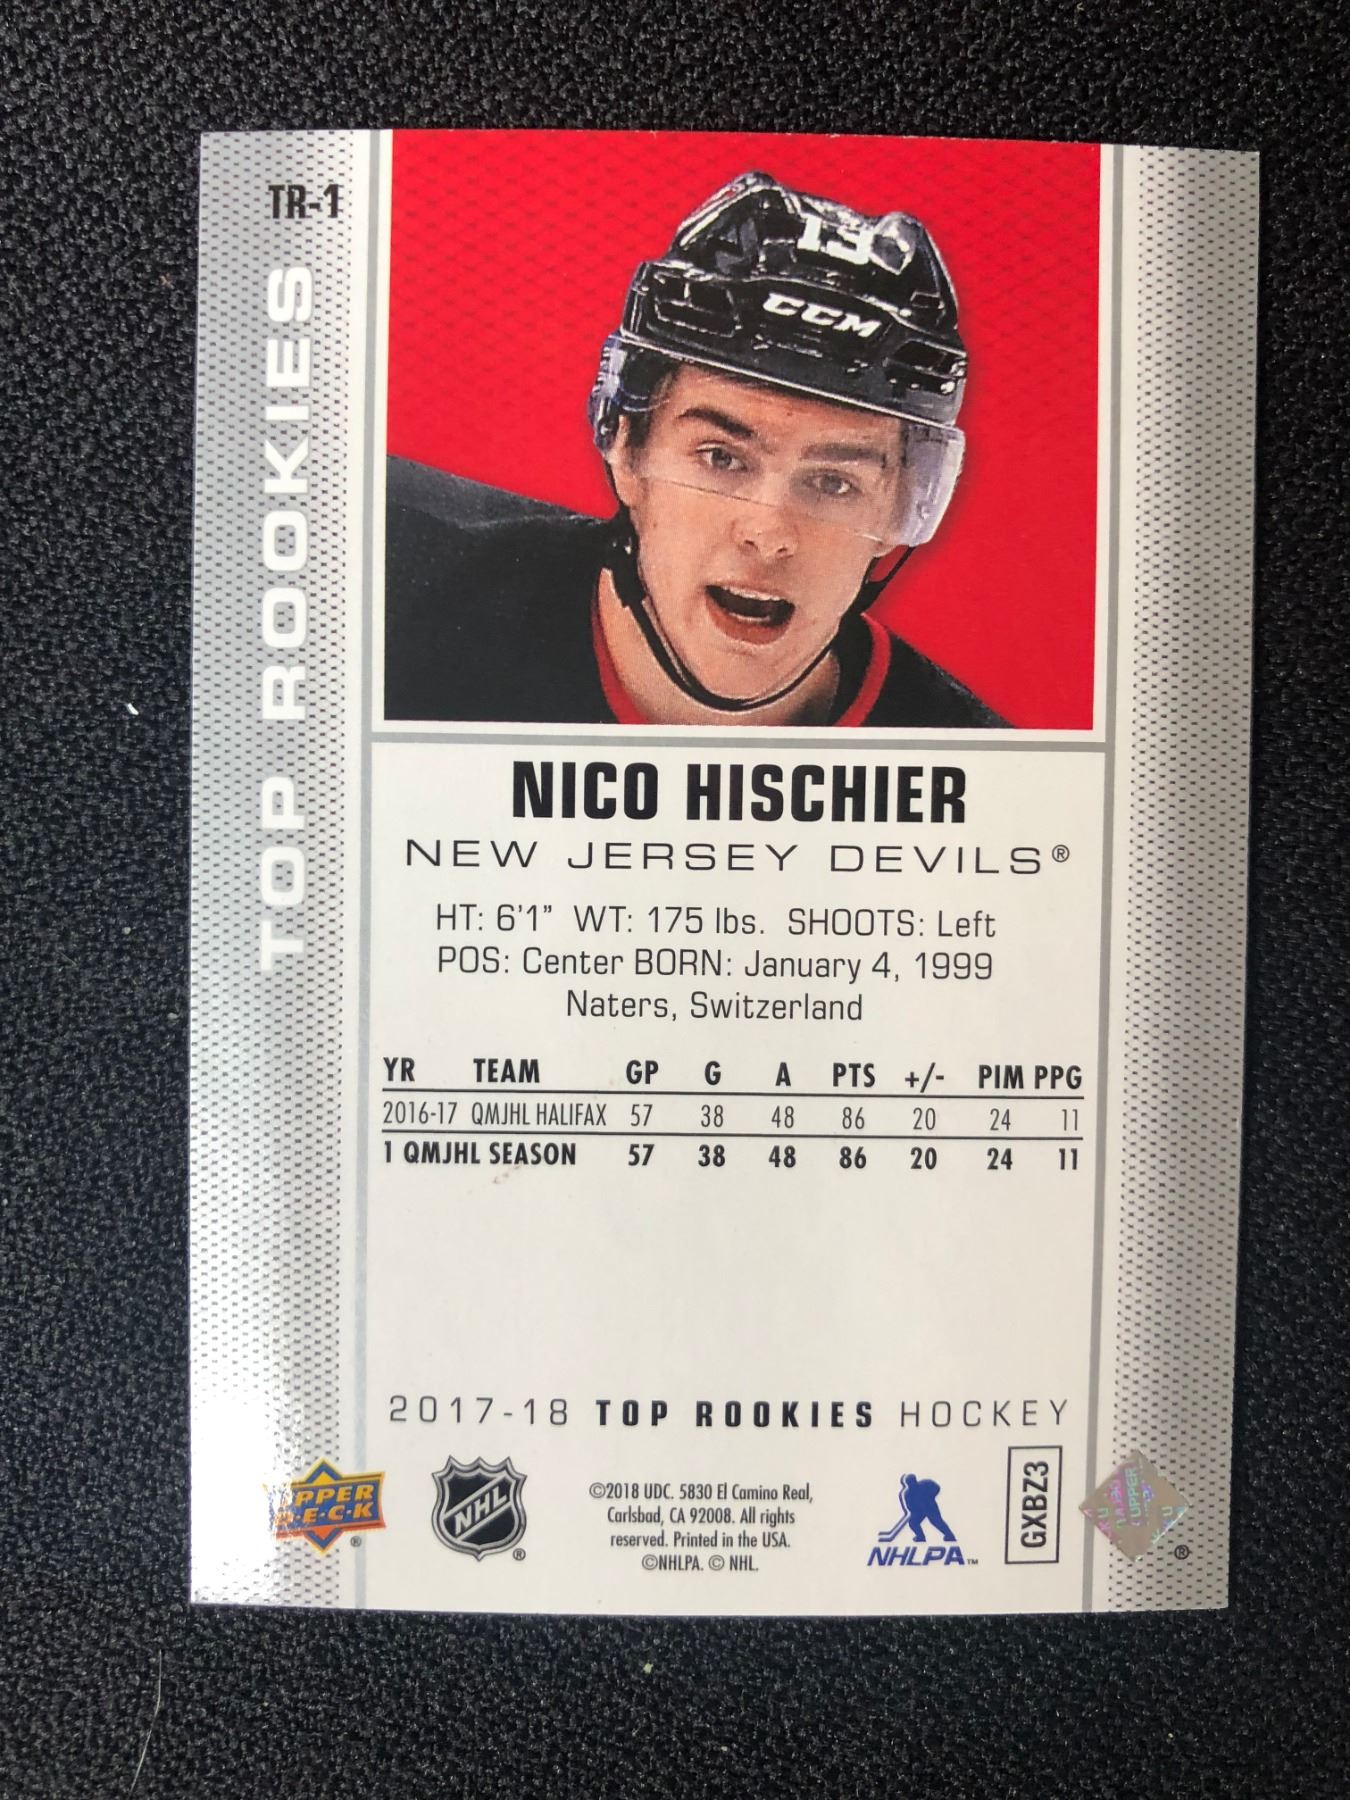 TR-1
TOP ROOKIES
13
CCM
NICO HISCHIER
NEW JERSEY DEVILS®
HT: 6'1" WT: 175 lbs. SHOOTS: Left
POS: Center BORN: January 4, 1999
Naters, Switzerland
YR TEAM GP G A PTS +/- PIM PPG
2016-17 QMJHL HALIFAX 57 38 48 86 20 24 11
1 QMJHL SEASON 57 38 48 86 20 24 11
2017-18 TOP ROOKIES HOCKEY
UPPER
DECK
®
NHL
®
©2018 UDC. 5830 El Camino Real,
Carlsbad, CA 92008. All rights
reserved. Printed in the USA.
©NHLPA. © NHL.
NHLPA™
GXBZ3
UPPER
®